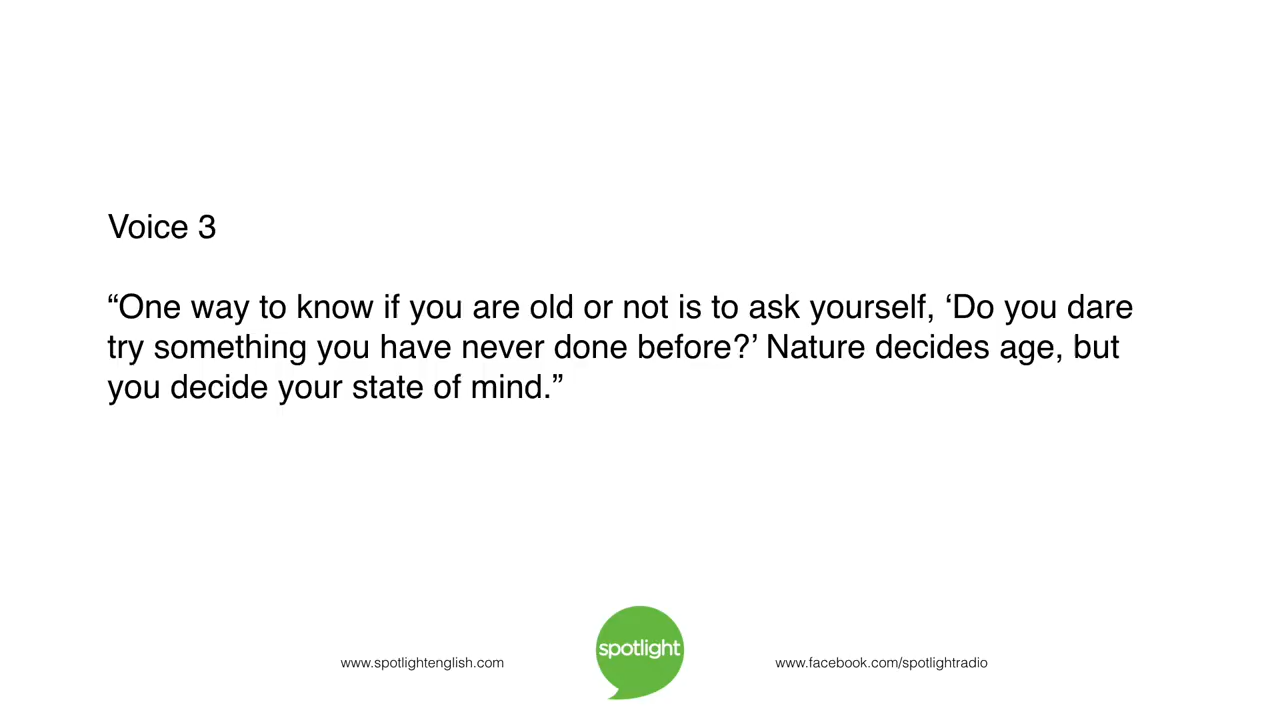 Voice 3
“One way to know if you are old or not is to ask yourself, ‘Do you dare
try something you have never done before?’ Nature decides age, but
you decide your state of mind.”
spotlight
www.spotlightenglish.com
www.facebook.com/spotlightradio